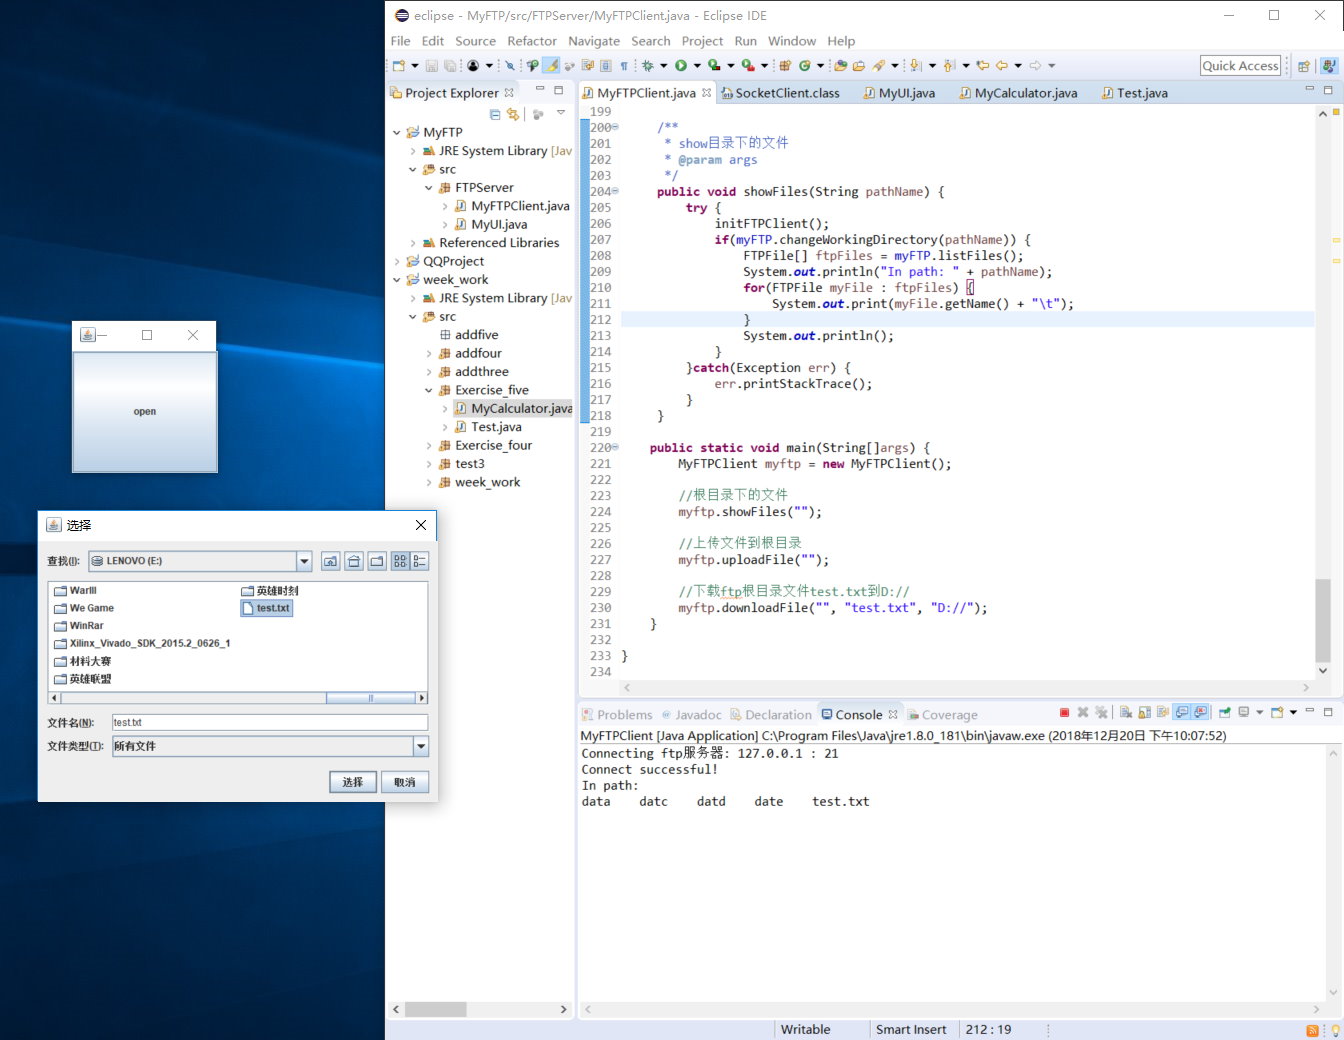 eclipse - MyFTP/src/FTPServer/MyFTPClient.java - Eclipse IDE
File Edit Source Refactor Navigate Search Project Run Window Help
Quick Access
Project Explorer
MyFTP
JRE System Library [Jav
src
FTPServer
MyFTPClient.java
MyUI.java
Referenced Libraries
QQProject
week_work
JRE System Library [Jav
src
addfive
addfour
addthree
Exercise_five
MyCalculator.java
Test.java
Exercise_four
test3
week_work
open
选择
查找(I):
LENOVO (E:)
WarIII
We Game
WinRar
Xilinx_Vivado_SDK_2015.2_0626_1
材料大赛
英雄联盟
英雄时刻
test.txt
文件名(N):
test.txt
文件类型(T):
所有文件
选择
取消
MyFTPClient.java SocketClient.class MyUI.java MyCalculator.java Test.java
199
200 /**
201 * show目录下的文件
202 * @param args
203 */
204 public void showFiles(String pathName) {
205 try {
206 initFTPClient();
207 if(myFTP.changeWorkingDirectory(pathName)) {
208 FTPFile[] ftpFiles = myFTP.listFiles();
209 System.out.println("In path: " + pathName);
210 for(FTPFile myFile : ftpFiles) {
211 System.out.print(myFile.getName() + "\t");
212 }
213 System.out.println();
214 }
215 }catch(Exception err) {
216 err.printStackTrace();
217 }
218 }
219
220 public static void main(String[]args) {
221 MyFTPClient myftp = new MyFTPClient();
222
223 //根目录下的文件
224 myftp.showFiles("");
225
226 //上传文件到根目录
227 myftp.uploadFile("");
228
229 //下载ftp根目录文件test.txt到D://
230 myftp.downloadFile("", "test.txt", "D://");
231 }
232
233 }
234
Problems @ Javadoc Declaration Console Coverage
MyFTPClient [Java Application] C:\Program Files\Java\jre1.8.0_181\bin\javaw.exe (2018年12月20日 下午10:07:52)
Connecting ftp服务器: 127.0.0.1 : 21
Connect successful!
In path:
data datc datd date test.txt
Writable Smart Insert 212 : 19